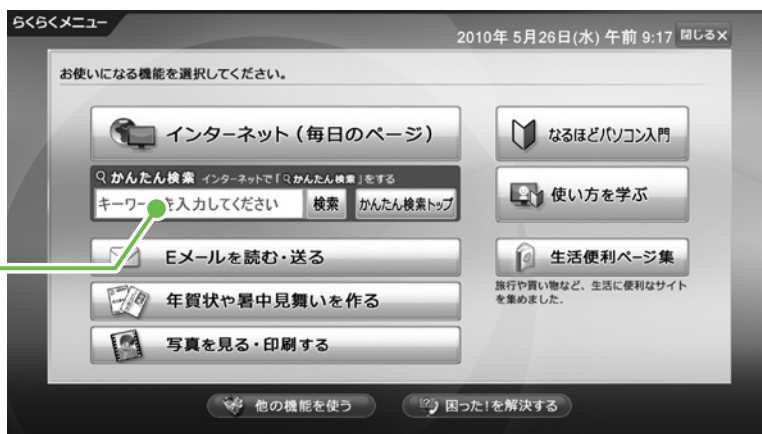 らくらくメニュー
2010年 5月26日(水) 午前 9:17 閉じる×
お使いになる機能を選択してください。
インターネット(毎日のページ)
かんたん検索 インターネットで「かんたん検索」をする
キーワードを入力してください
検索
かんたん検索トップ
Eメールを読む・送る
年賀状や暑中見舞いを作る
写真を見る・印刷する
なるほどパソコン入門
使い方を学ぶ
生活便利ページ集
旅行や買い物など、生活に便利なサイト
を集めました.
他の機能を使う
困った!を解決する